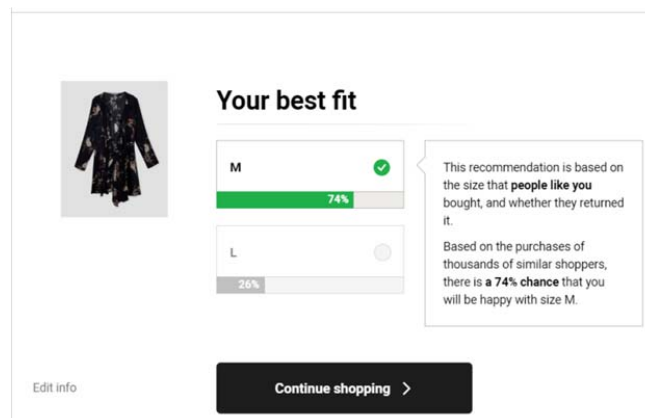 Your best fit
M
74%
L
26%
This recommendation is based on
the size that people like you
bought, and whether they returned
it.
Based on the purchases of
thousands of similar shoppers,
there is a 74% chance that you
will be happy with size M.
Edit info
Continue shopping